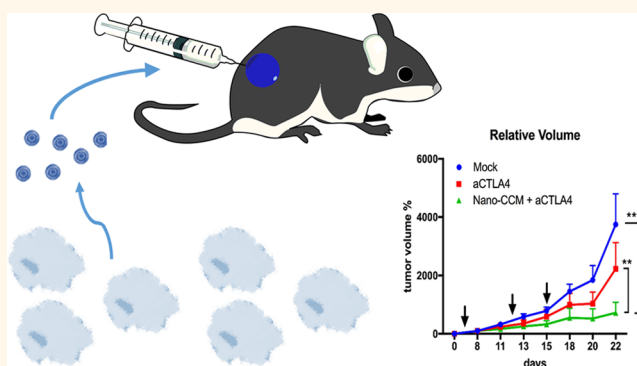 Relative Volume
6000
4000
2000
0
tumor volume %
Mock
aCTLA4
Nano-CCM + aCTLA4
**
**
0 8 11 13 15 18 20 22
days